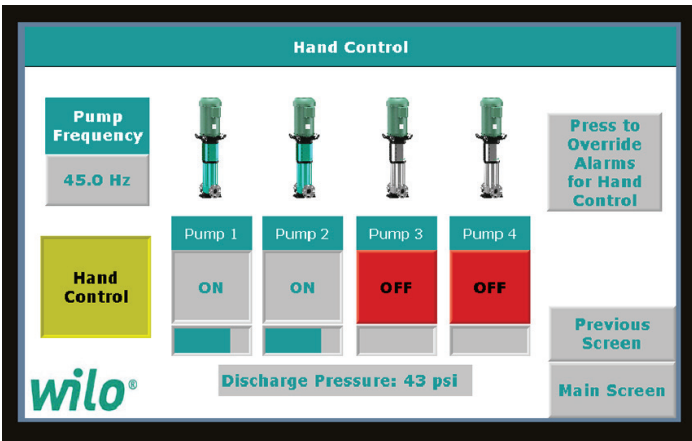 Hand Control
Pump
Frequency
45.0 Hz
Press to
Override
Alarms
for Hand
Control
Hand
Control
Pump 1
Pump 2
Pump 3
Pump 4
ON
ON
OFF
OFF
Previous
Screen
Discharge Pressure: 43 psi
Main Screen
wilo®